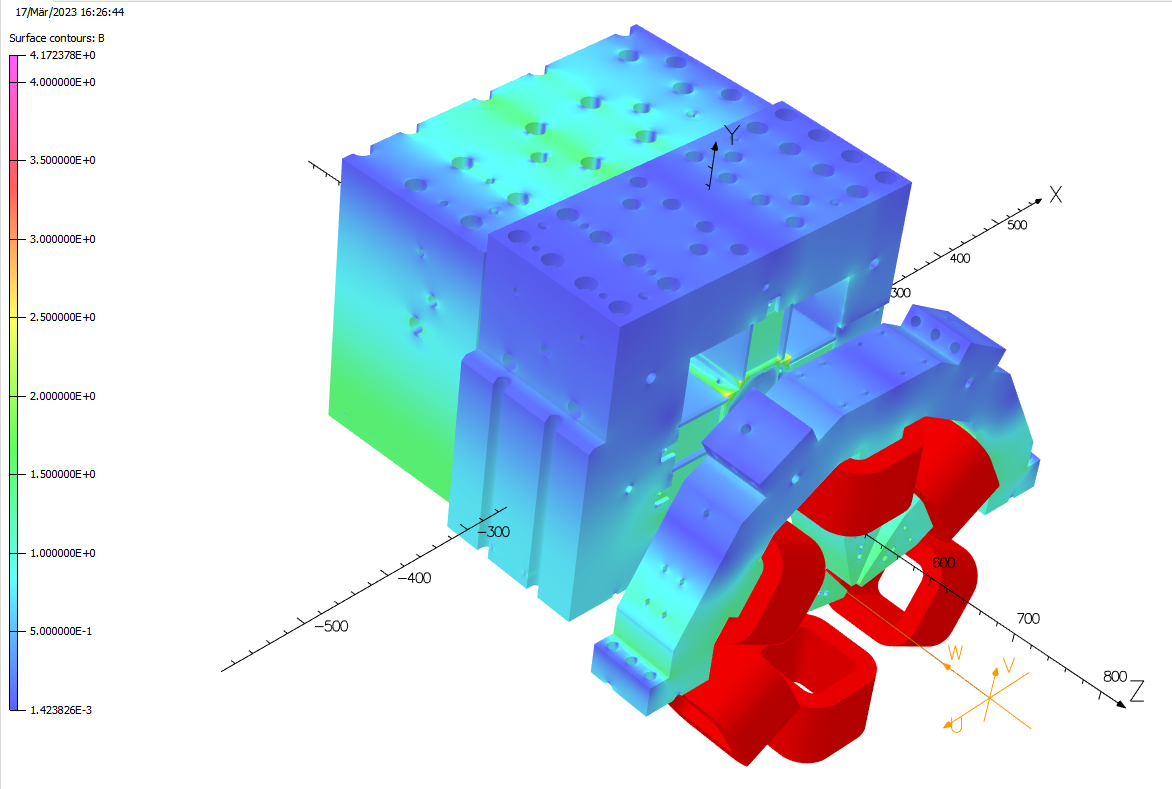 17/Mär/2023 16:26:44
Surface contours: B
4.172378E+0
4.000000E+0
3.500000E+0
3.000000E+0
2.500000E+0
2.000000E+0
1.500000E+0
1.000000E+0
5.000000E-1
1.423826E-3
Y
X
500
400
300
-300
-400
-500
600
700
800
Z
W
V
U